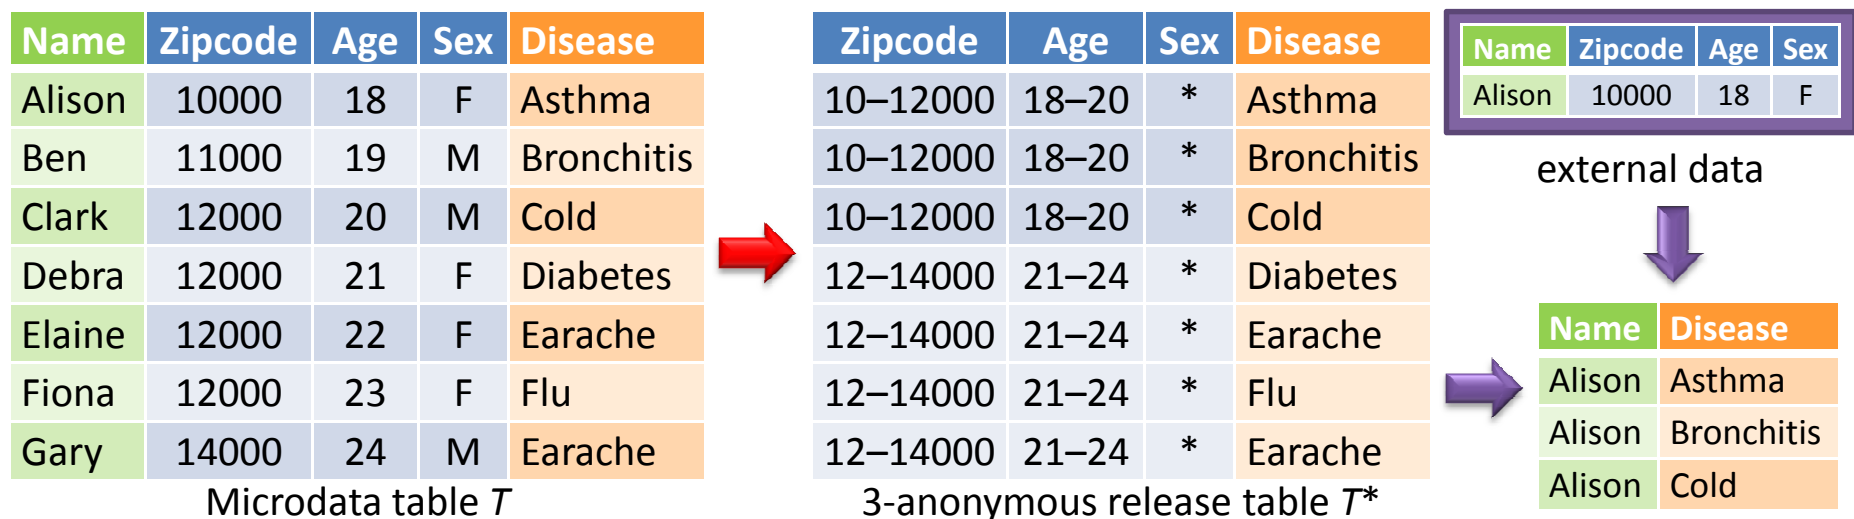 Name Zipcode Age Sex Disease
Alison 10000 18 F Asthma
Ben 11000 19 M Bronchitis
Clark 12000 20 M Cold
Debra 12000 21 F Diabetes
Elaine 12000 22 F Earache
Fiona 12000 23 F Flu
Gary 14000 24 M Earache
Microdata table T
Zipcode Age Sex Disease
10–12000 18–20 * Asthma
10–12000 18–20 * Bronchitis
10–12000 18–20 * Cold
12–14000 21–24 * Diabetes
12–14000 21–24 * Earache
12–14000 21–24 * Flu
12–14000 21–24 * Earache
3-anonymous release table T*
Name Zipcode Age Sex
Alison 10000 18 F
external data
Name Disease
Alison Asthma
Alison Bronchitis
Alison Cold